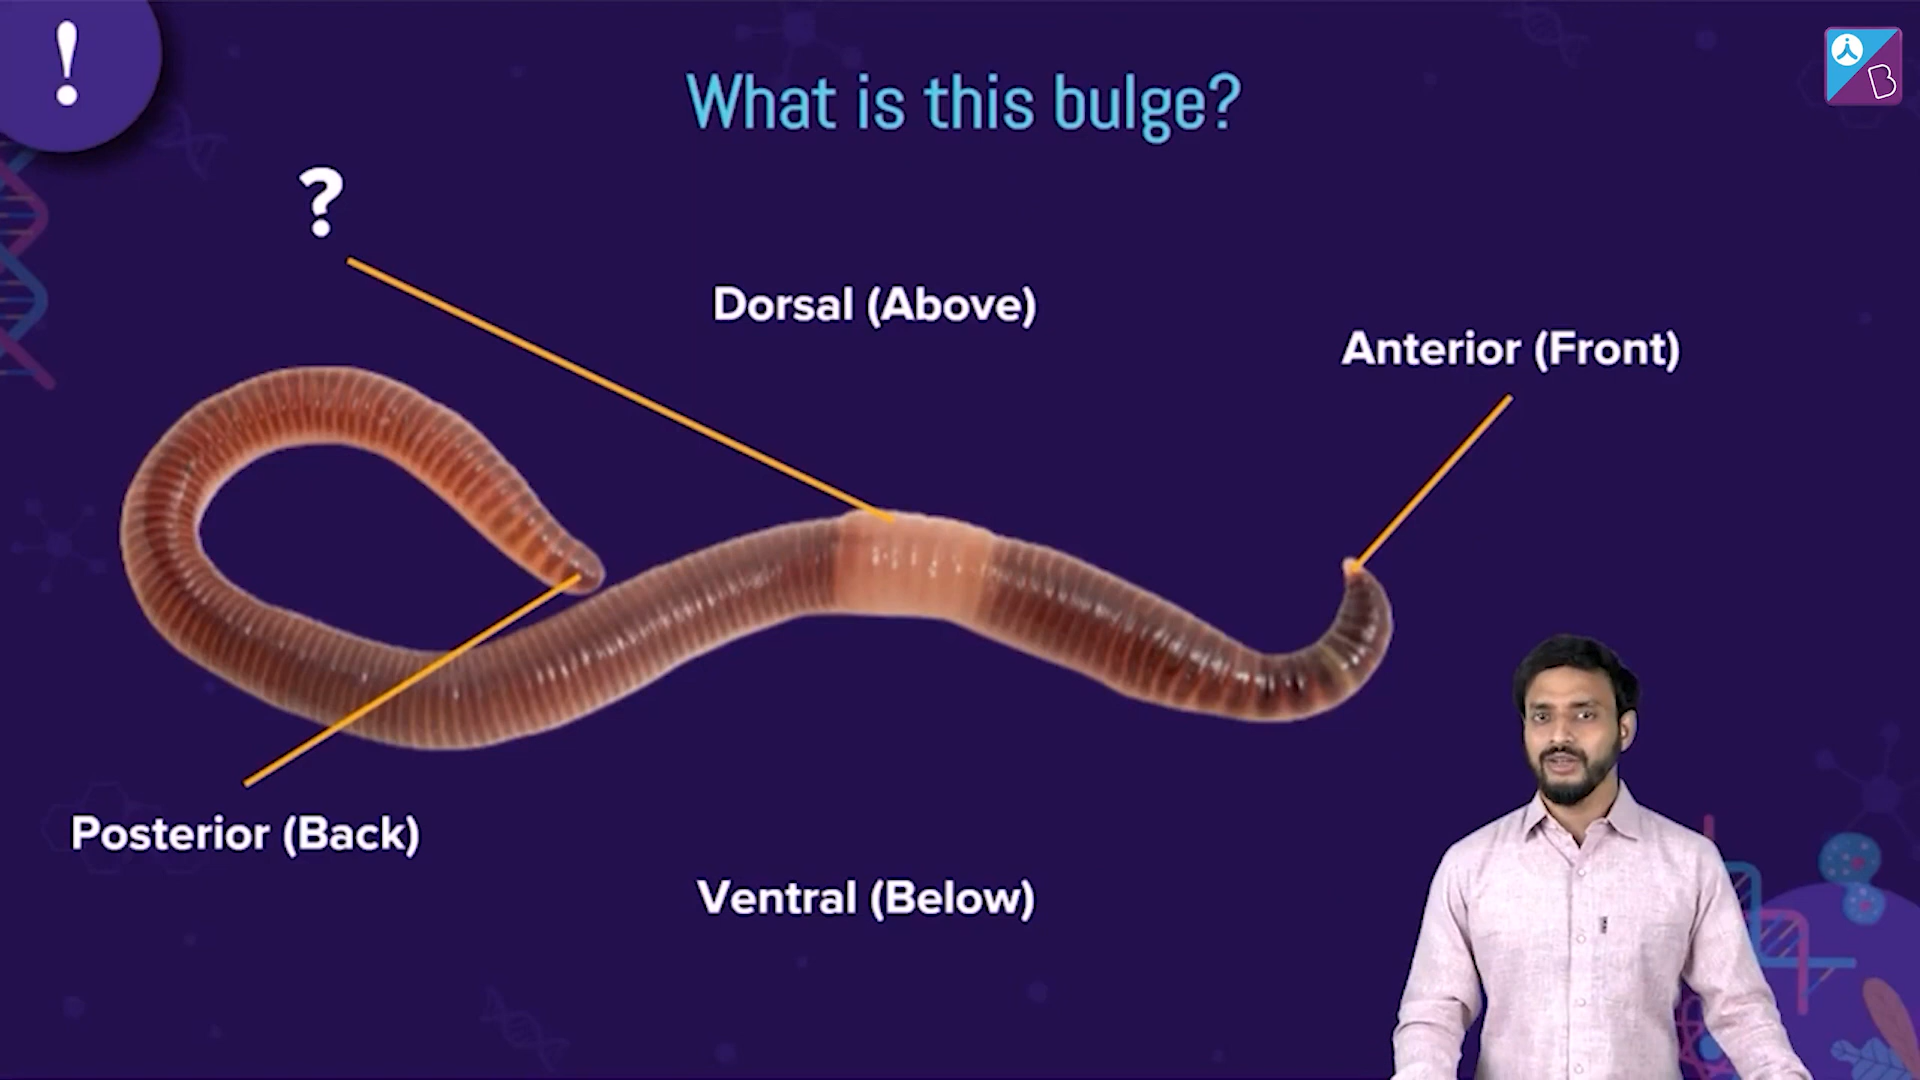 !
What is this bulge?
?
Dorsal (Above)
Anterior (Front)
Posterior (Back)
Ventral (Below)
B